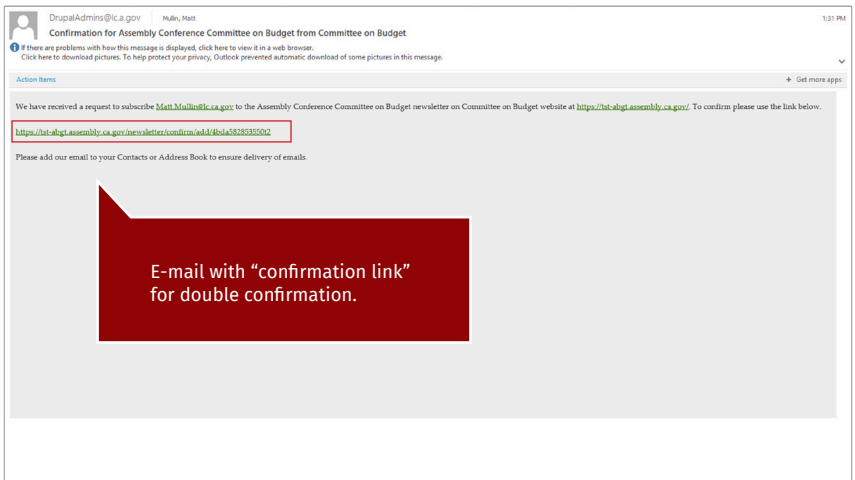 DrupalAdmins@lc.a.gov Mullin, Matt 1:31 PM
Confirmation for Assembly Conference Committee on Budget from Committee on Budget
If there are problems with how this message is displayed, click here to view it in a web browser.
Click here to download pictures. To help protect your privacy, Outlook prevented automatic download of some pictures in this message.
Action Items + Get more apps
We have received a request to subscribe Matt.Mullin@lc.ca.gov to the Assembly Conference Committee on Budget newsletter on Committee on Budget website at https://tst-abgt.assembly.ca.gov/. To confirm please use the link below.
https://tst-abgt.assembly.ca.gov/newsletter/confirm/add/4bda582853550t2
Please add our email to your Contacts or Address Book to ensure delivery of emails.
E-mail with “confirmation link”
for double confirmation.